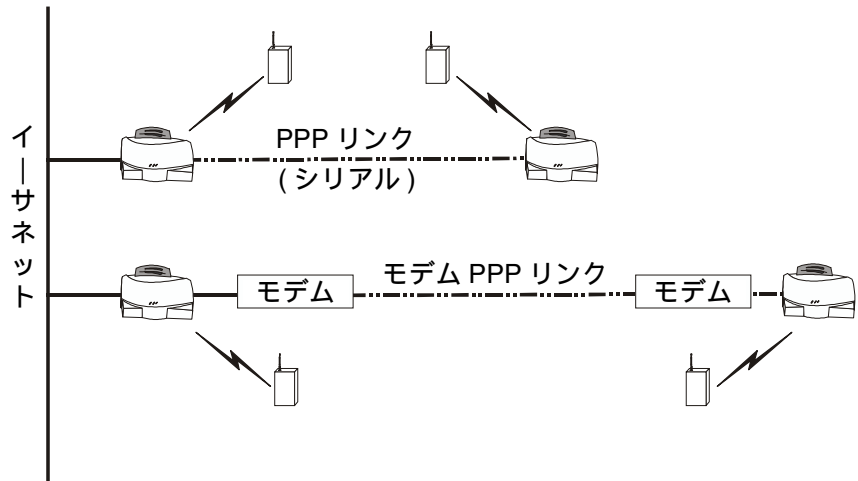 イーサネット
PPP リンク
( シリアル )
モデム
モデム PPP リンク
モデム